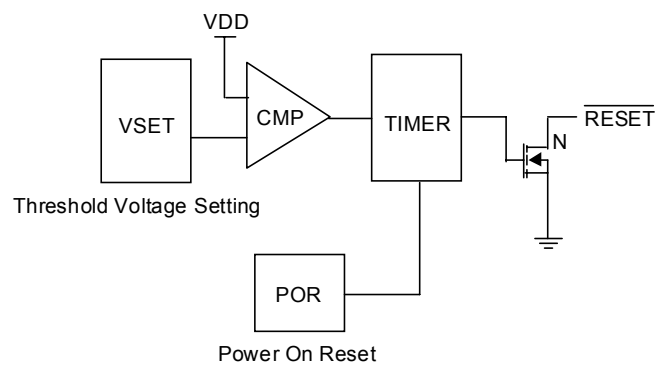 VDD
VSET
CMP
TIMER
RESET
N
Threshold Voltage Setting
POR
Power On Reset